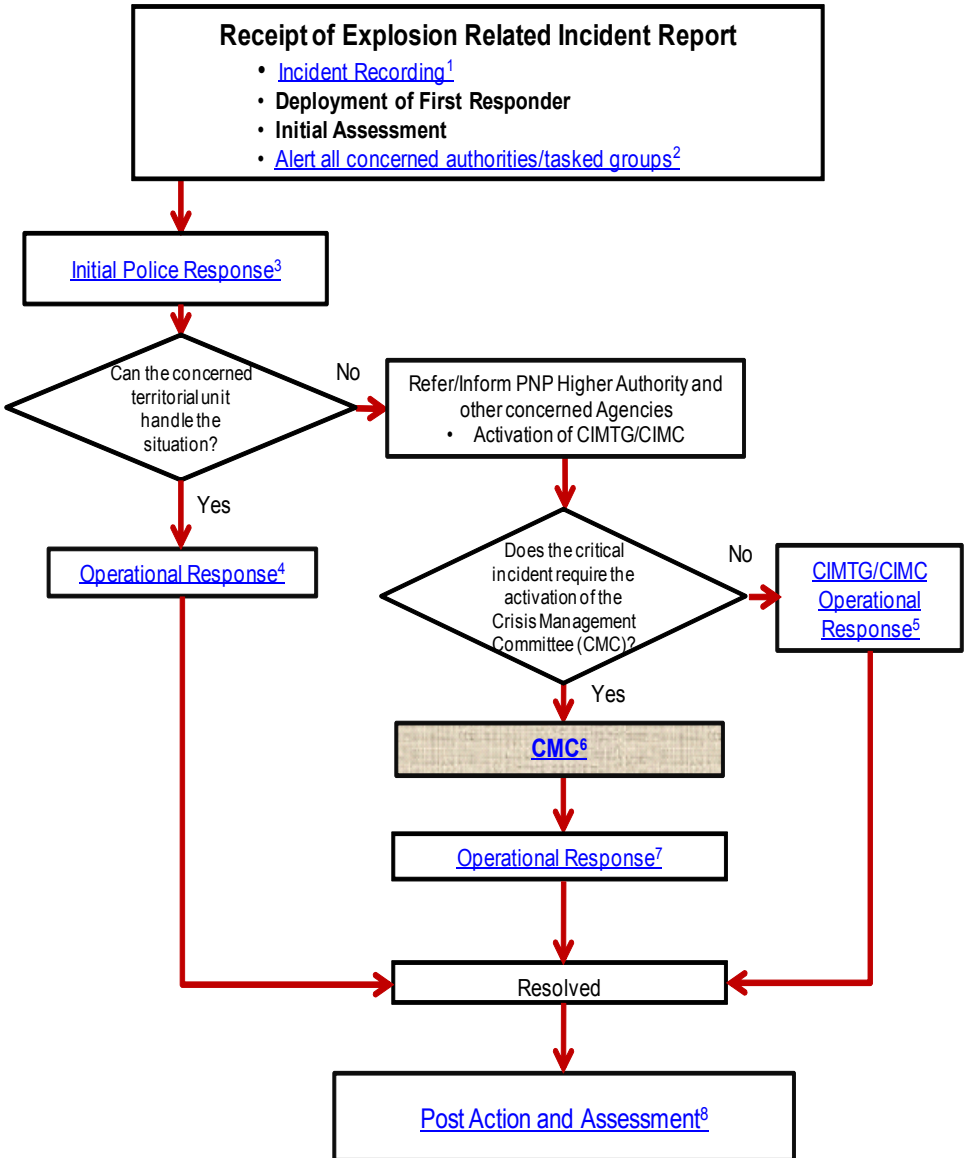 Receipt of Explosion Related Incident Report
• Incident Recording¹
• Deployment of First Responder
• Initial Assessment
• Alert all concerned authorities/tasked groups²
Initial Police Response³
Can the concerned
territorial unit
handle the
situation?
No
Refer/Inform PNP Higher Authority and
other concerned Agencies
• Activation of CIMTG/CIMC
Yes
Operational Response⁴
Does the critical
incident require the
activation of the
Crisis Management
Committee (CMC)?
No
CIMTG/CIMC
Operational
Response⁵
Yes
CMC⁶
Operational Response⁷
Resolved
Post Action and Assessment⁸